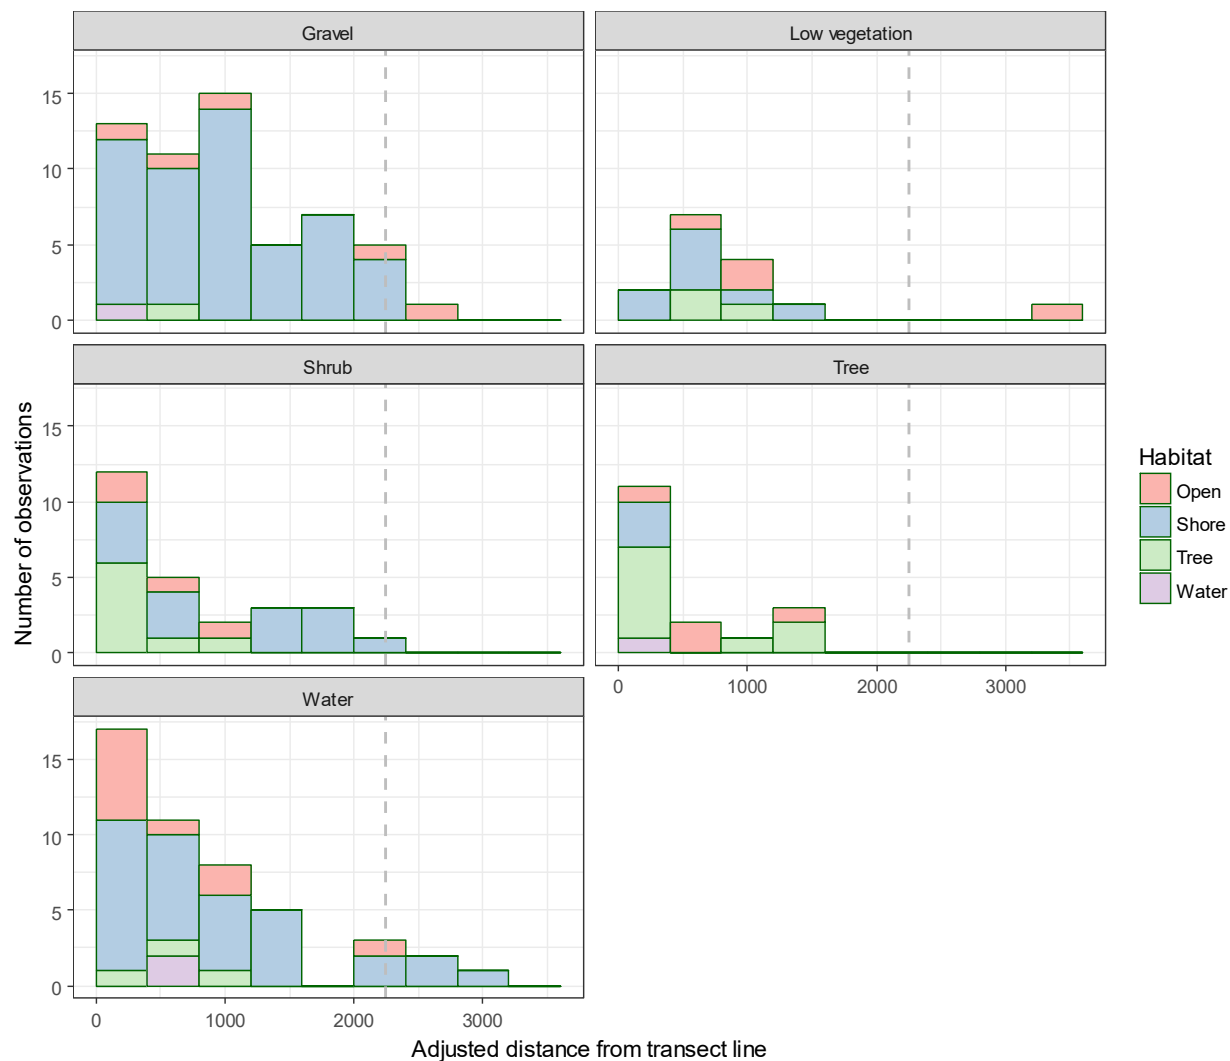 Gravel
Low vegetation
15
10
5
0
Shrub
Tree
15
10
5
0
0
1000
2000
3000
Water
15
10
5
0
0
1000
2000
3000
Number of observations
Adjusted distance from transect line
Habitat
Open
Shore
Tree
Water